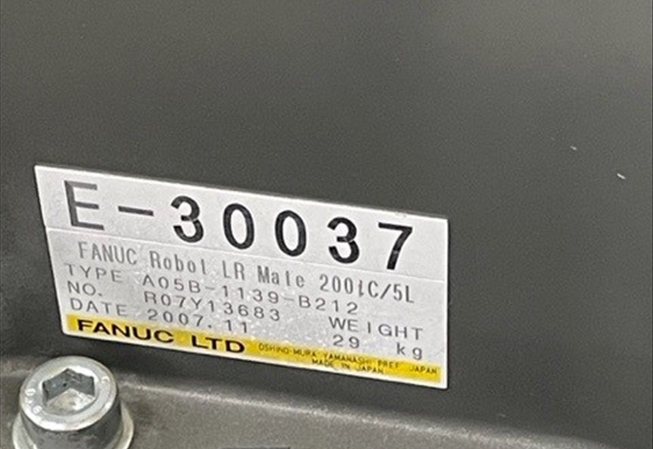 E-30037
FANUC Robot LR Mate 200iC/5L
TYPE A05B-1139-B212
NO. R07Y13683 WEIGHT
DATE 2007.11 29 kg
FANUC LTD OSHINO-MURA YAMANASHI PREF. JAPAN
MADE IN JAPAN